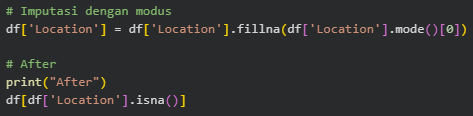 # Imputasi dengan modus
df['Location'] = df['Location'].fillna(df['Location'].mode()[0])
# After
print("After")
df[df['Location'].isna()]